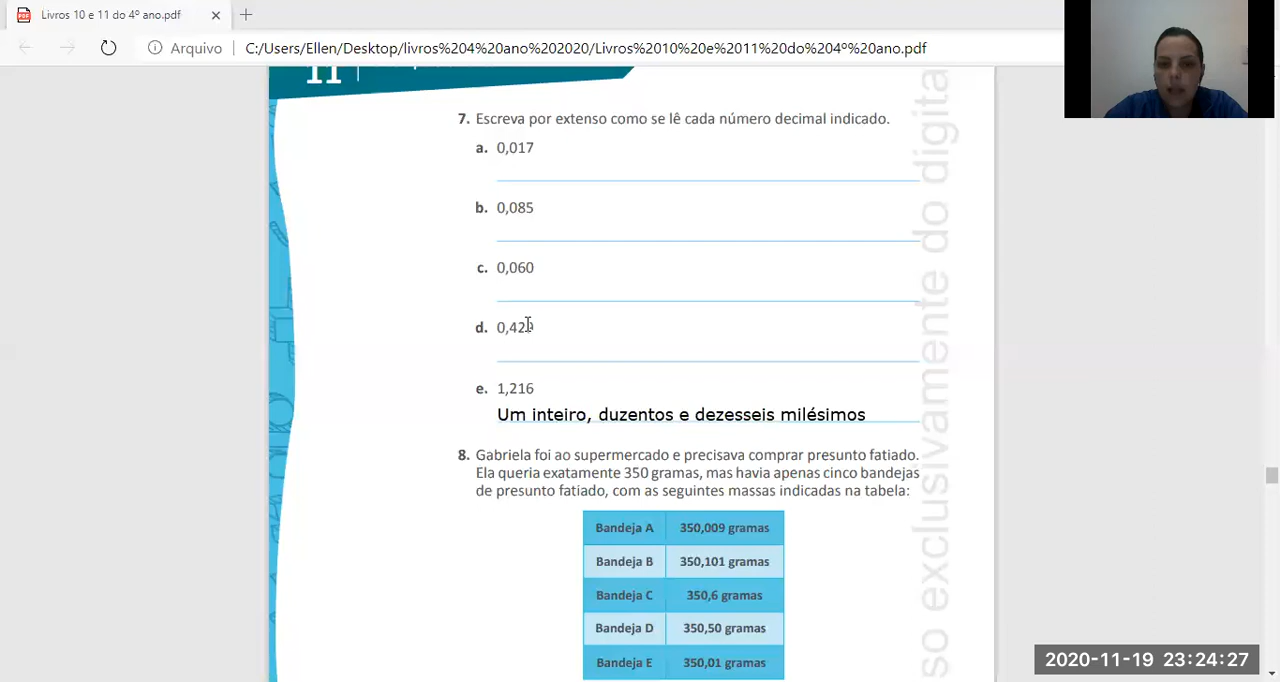 Livros 10 e 11 do 4º ano.pdf
Arquivo
C:/Users/Ellen/Desktop/livros%204%20ano%202020/Livros%2010%20e%2011%20do%204º%20ano.pdf
11
7. Escreva por extenso como se lê cada número decimal indicado.
a. 0,017
b. 0,085
c. 0,060
d.
e. 1,216
Um inteiro, duzentos e dezesseis milésimos
8. Gabriela foi ao supermercado e precisava comprar presunto fatiado.
Ela queria exatamente 350 gramas, mas havia apenas cinco bandejas
de presunto fatiado, com as seguintes massas indicadas na tabela:
Bandeja A 350,009 gramas
Bandeja B 350,101 gramas
Bandeja C 350,6 gramas
Bandeja D 350,50 gramas
Bandeja E 350,01 gramas
so exclusivamente do digita
2020-11-19 23:24:27